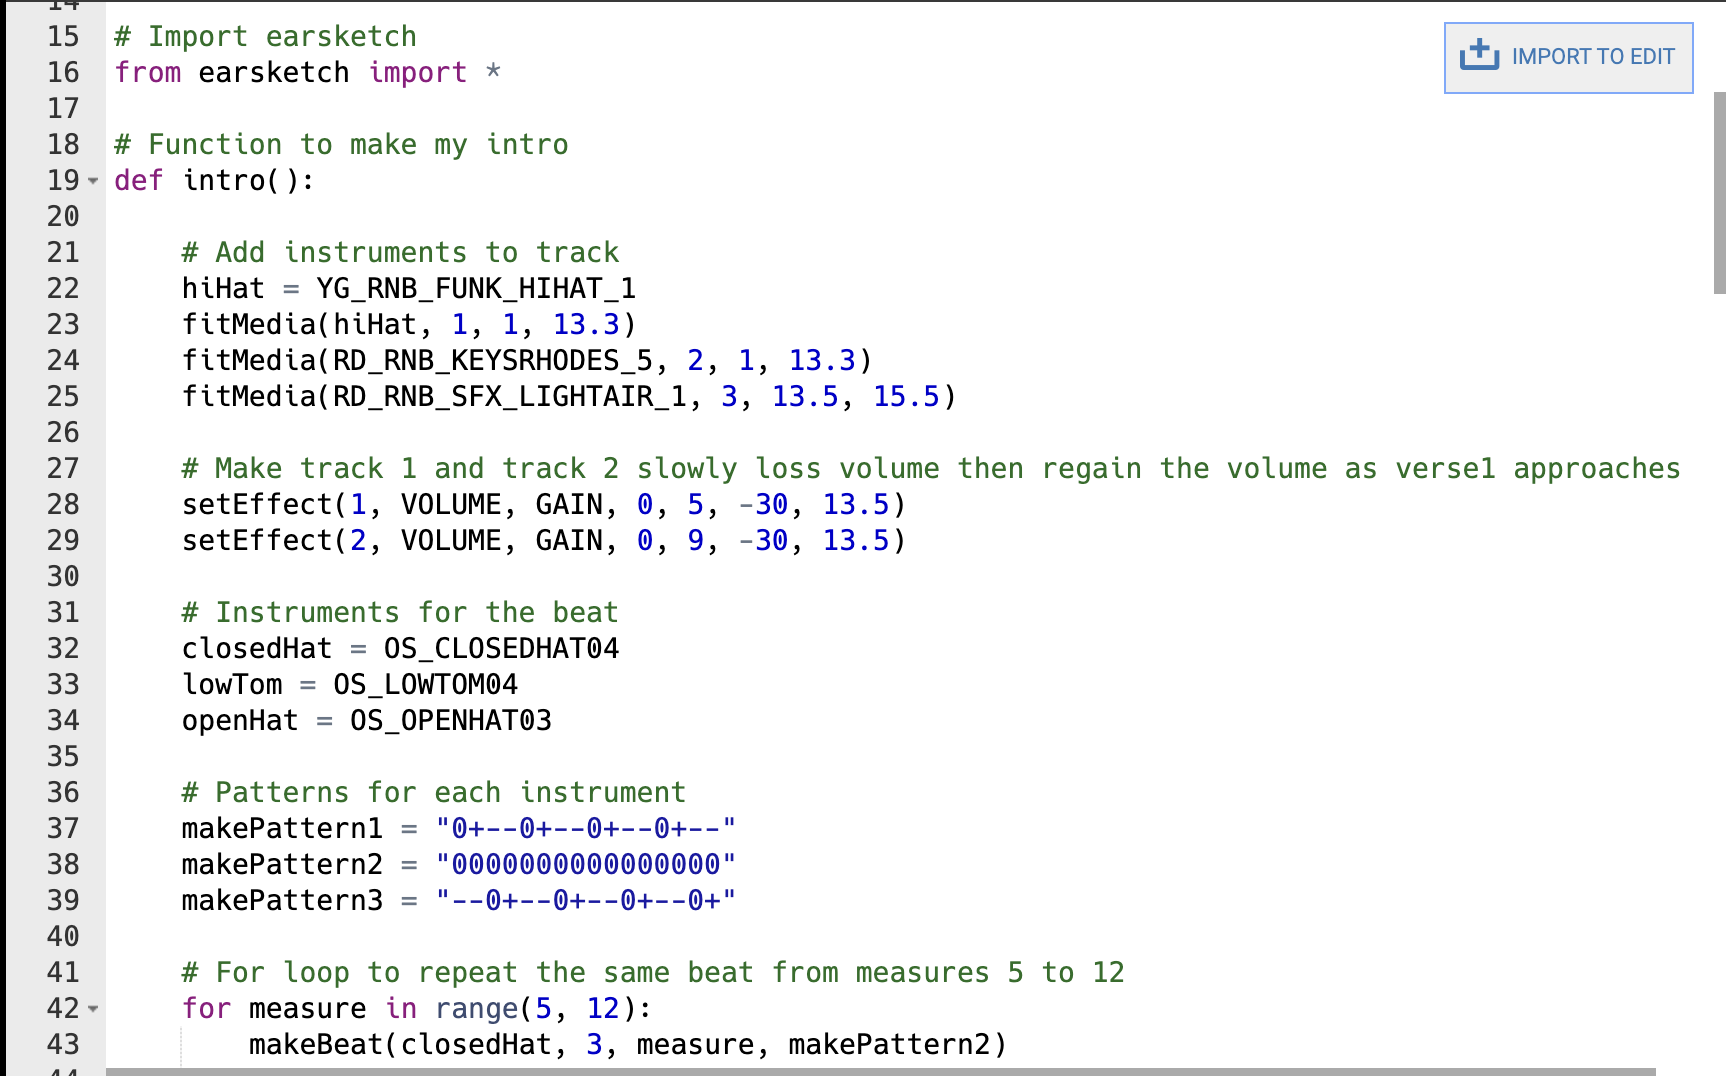 14
15 # Import earsketch
IMPORT TO EDIT
16 from earsketch import *
17
18 # Function to make my intro
19 def intro():
20
21     # Add instruments to track
22     hiHat = YG_RNB_FUNK_HIHAT_1
23     fitMedia(hiHat, 1, 1, 13.3)
24     fitMedia(RD_RNB_KEYSRHODES_5, 2, 1, 13.3)
25     fitMedia(RD_RNB_SFX_LIGHTAIR_1, 3, 13.5, 15.5)
26
27     # Make track 1 and track 2 slowly loss volume then regain the volume as verse1 approaches
28     setEffect(1, VOLUME, GAIN, 0, 5, -30, 13.5)
29     setEffect(2, VOLUME, GAIN, 0, 9, -30, 13.5)
30
31     # Instruments for the beat
32     closedHat = OS_CLOSEDHAT04
33     lowTom = OS_LOWTOM04
34     openHat = OS_OPENHAT03
35
36     # Patterns for each instrument
37     makePattern1 = "0+--0+--0+--0+--"
38     makePattern2 = "0000000000000000"
39     makePattern3 = "--0+--0+--0+--0+"
40
41     # For loop to repeat the same beat from measures 5 to 12
42     for measure in range(5, 12):
43         makeBeat(closedHat, 3, measure, makePattern2)
44